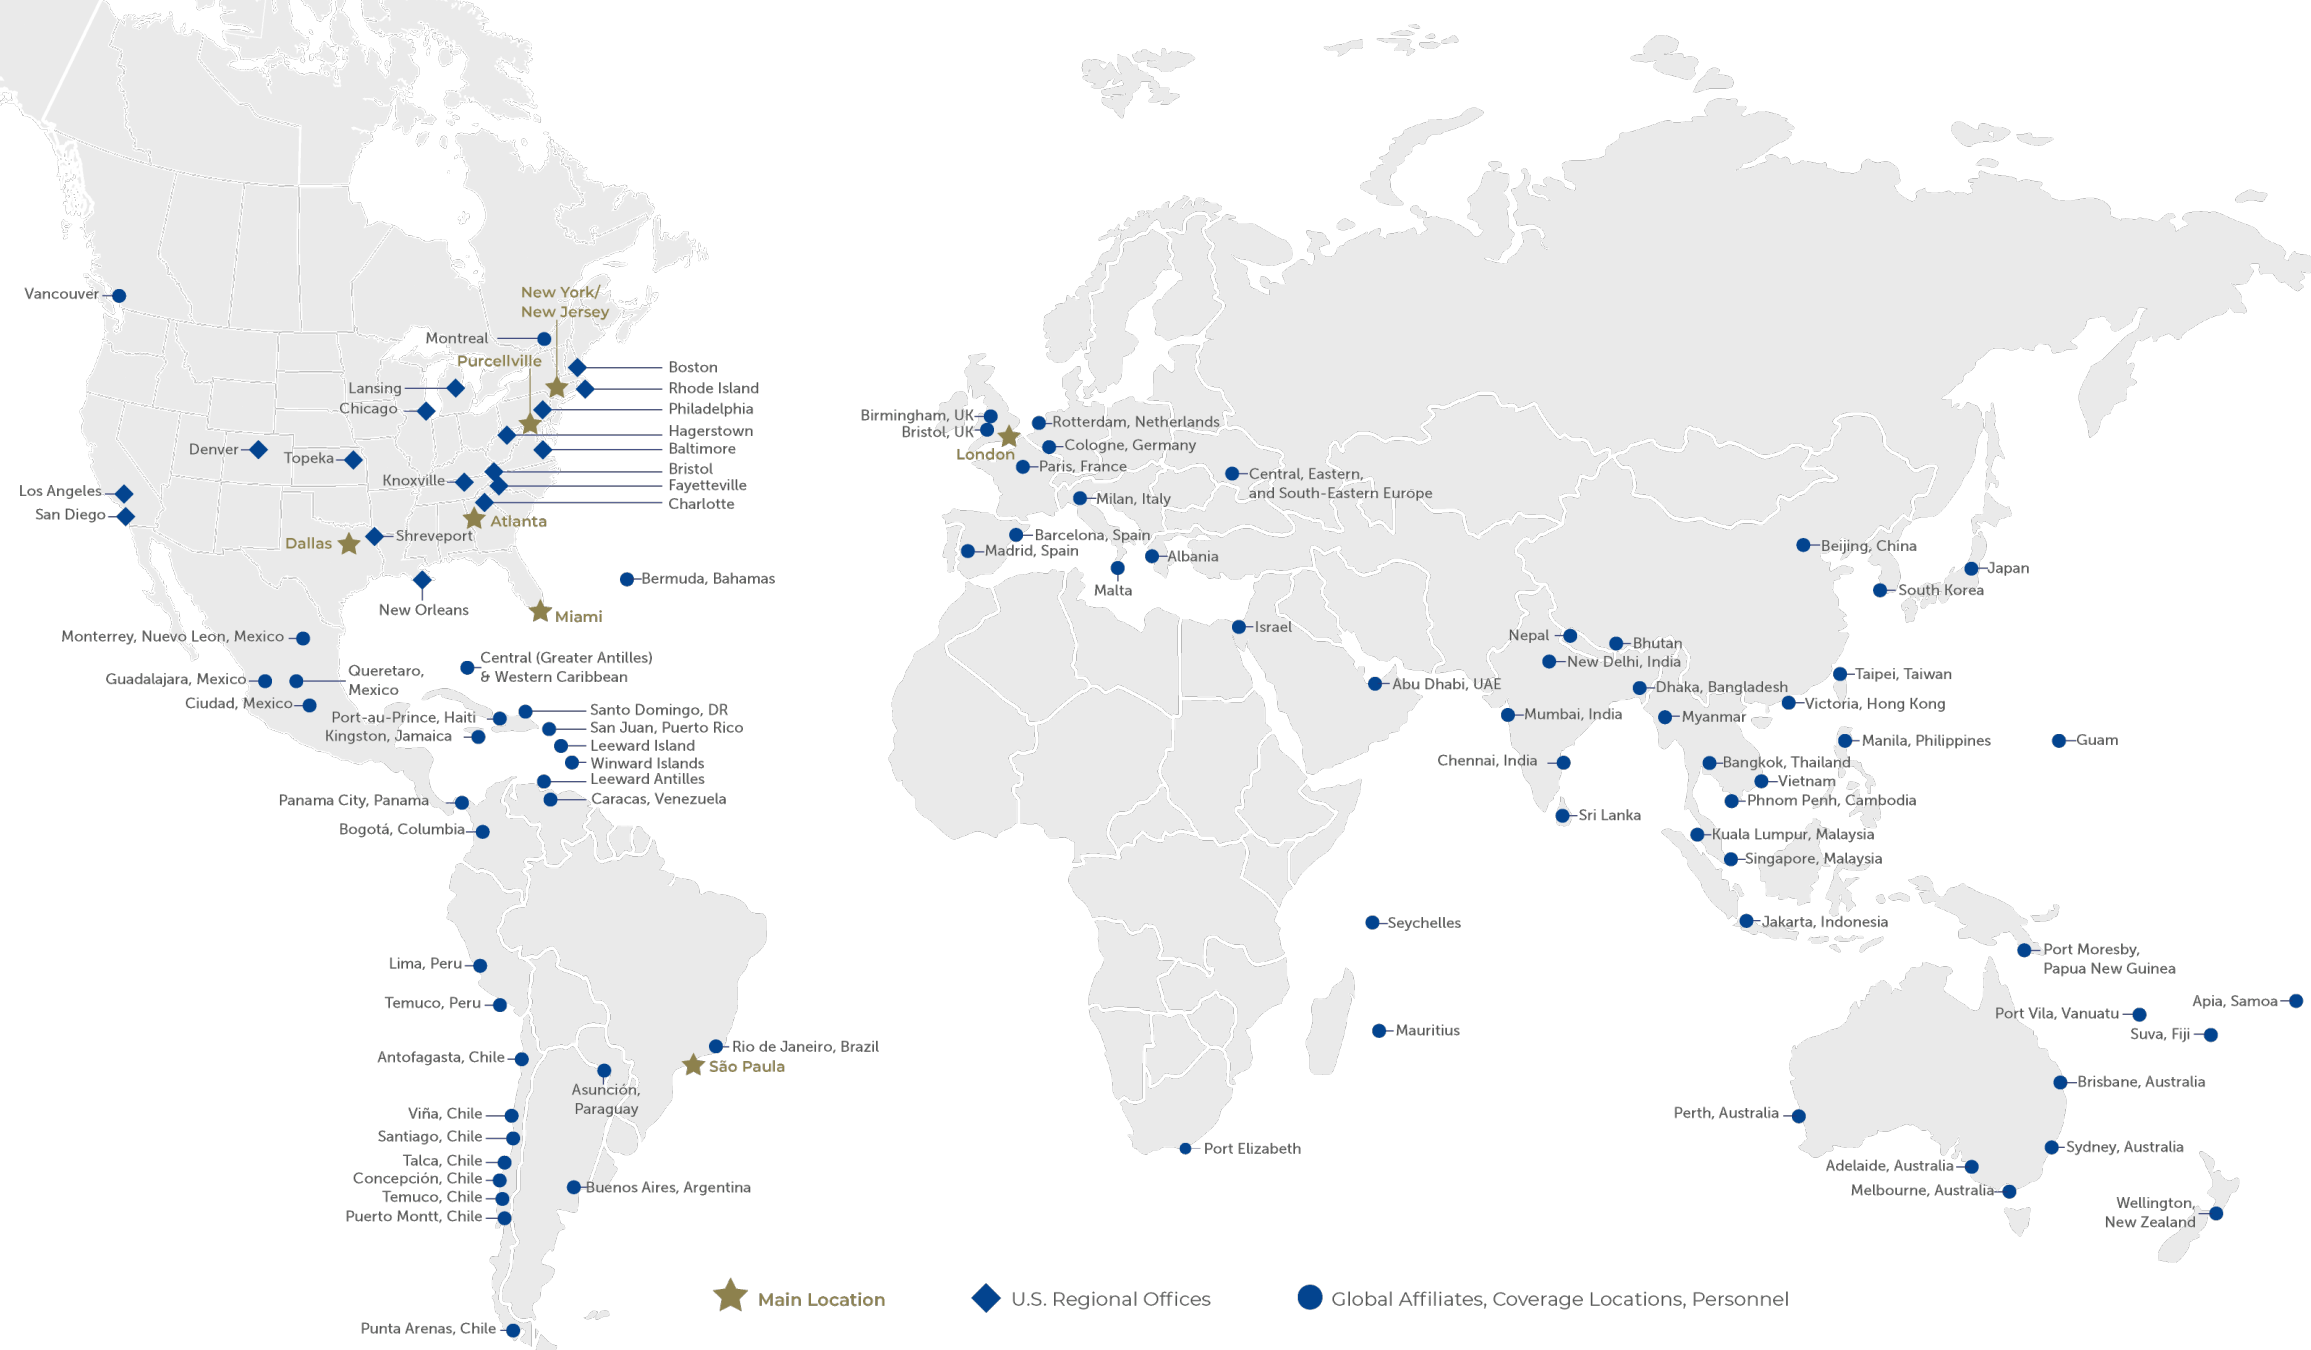 Vancouver
New York/
New Jersey
Montreal
Purcellville
Lansing
Chicago
Boston
Rhode Island
Philadelphia
Hagerstown
Baltimore
Denver
Topeka
Knoxville
Bristol
Fayetteville
Charlotte
Los Angeles
San Diego
Atlanta
Dallas
Shreveport
New Orleans
Miami
Bermuda, Bahamas
Monterrey, Nuevo Leon, Mexico
Guadalajara, Mexico
Queretaro,
Mexico
Ciudad, Mexico
Central (Greater Antilles)
& Western Caribbean
Port-au-Prince, Haiti
Kingston, Jamaica
Santo Domingo, DR
San Juan, Puerto Rico
Leeward Island
Winward Islands
Leeward Antilles
Caracas, Venezuela
Panama City, Panama
Bogotá, Columbia
Lima, Peru
Temuco, Peru
Rio de Janeiro, Brazil
São Paula
Antofagasta, Chile
Asunción,
Paraguay
Viña, Chile
Santiago, Chile
Talca, Chile
Concepción, Chile
Temuco, Chile
Puerto Montt, Chile
Buenos Aires, Argentina
Punta Arenas, Chile
Birmingham, UK
Bristol, UK
London
Rotterdam, Netherlands
Cologne, Germany
Paris, France
Central, Eastern,
and South-Eastern Europe
Milan, Italy
Barcelona, Spain
Madrid, Spain
Albania
Malta
Israel
Abu Dhabi, UAE
Seychelles
Mauritius
Port Elizabeth
Beijing, China
Japan
South Korea
Nepal
Bhutan
New Delhi, India
Dhaka, Bangladesh
Taipei, Taiwan
Victoria, Hong Kong
Mumbai, India
Myanmar
Manila, Philippines
Guam
Chennai, India
Bangkok, Thailand
Vietnam
Phnom Penh, Cambodia
Sri Lanka
Kuala Lumpur, Malaysia
Singapore, Malaysia
Jakarta, Indonesia
Port Moresby,
Papua New Guinea
Apia, Samoa
Port Vila, Vanuatu
Suva, Fiji
Brisbane, Australia
Perth, Australia
Sydney, Australia
Adelaide, Australia
Melbourne, Australia
Wellington,
New Zealand
Main Location
U.S. Regional Offices
Global Affiliates, Coverage Locations, Personnel